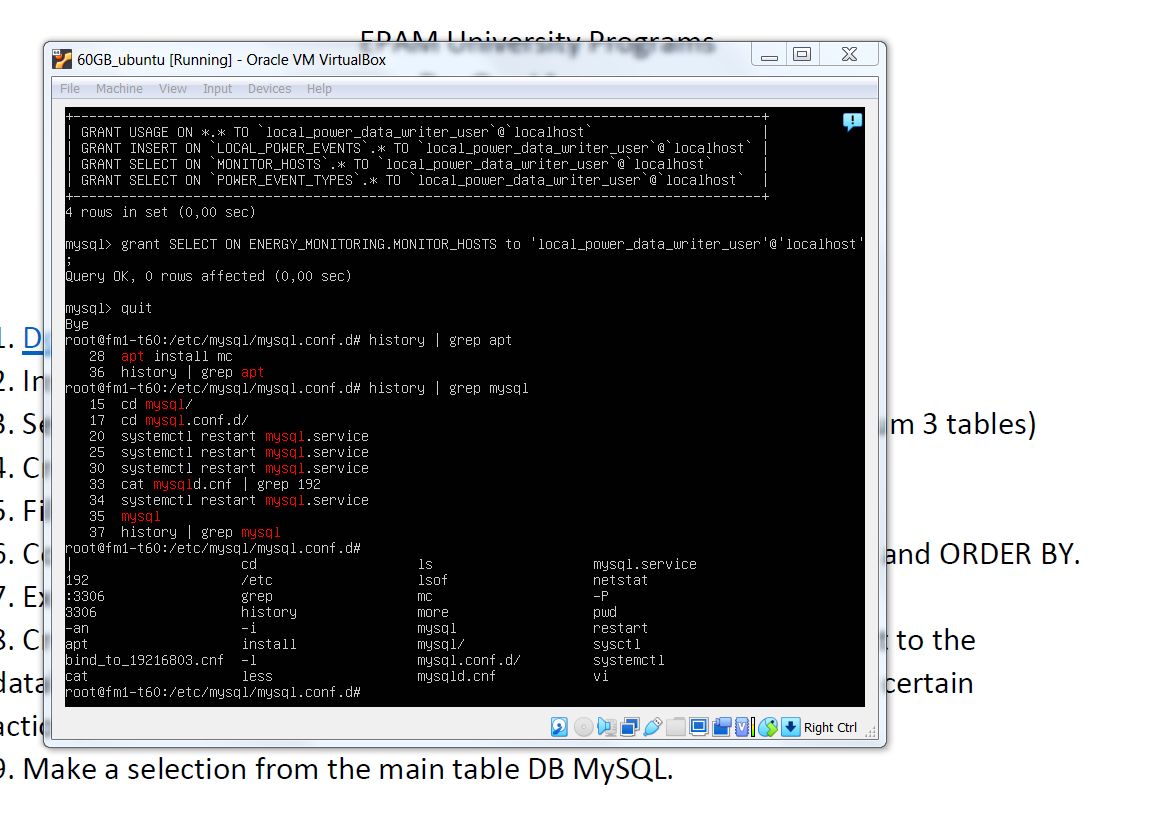 EPAM University Programs
60GB_ubuntu [Running] - Oracle VM VirtualBox
File Machine View Input Devices Help
+---------------------------------------------------------------------------------------+
| GRANT USAGE ON *.* TO `local_power_data_writer_user`@`localhost` |
| GRANT INSERT ON `LOCAL_POWER_EVENTS`.* TO `local_power_data_writer_user`@`localhost` |
| GRANT SELECT ON `MONITOR_HOSTS`.* TO `local_power_data_writer_user`@`localhost` |
| GRANT SELECT ON `POWER_EVENT_TYPES`.* TO `local_power_data_writer_user`@`localhost` |
+---------------------------------------------------------------------------------------+
4 rows in set (0,00 sec)
mysql> grant SELECT ON ENERGY_MONITORING.MONITOR_HOSTS to 'local_power_data_writer_user'@'localhost'
;
Query OK, 0 rows affected (0,00 sec)
mysql> quit
Bye
root@fm1-t60:/etc/mysql/mysql.conf.d# history | grep apt
28 apt install mc
36 history | grep apt
root@fm1-t60:/etc/mysql/mysql.conf.d# history | grep mysql
15 cd mysql/
17 cd mysql.conf.d/
20 systemctl restart mysql.service
25 systemctl restart mysql.service
30 systemctl restart mysql.service
33 cat mysqld.cnf | grep 192
34 systemctl restart mysql.service
35 mysql
37 history | grep mysql
root@fm1-t60:/etc/mysql/mysql.conf.d#
| cd ls mysql.service
192 /etc lsof netstat
:3306 grep mc -P
3306 history more pwd
-an -i mysql restart
apt install mysql/ sysctl
bind_to_19216803.cnf -l mysql.conf.d/ systemctl
cat less mysqld.cnf vi
root@fm1-t60:/etc/mysql/mysql.conf.d#
Right Ctrl
1. D
2. In
3. Se m 3 tables)
4. C
5. Fi
6. C and ORDER BY.
7. Ex
8. C to the
data certain
actio
9. Make a selection from the main table DB MySQL.